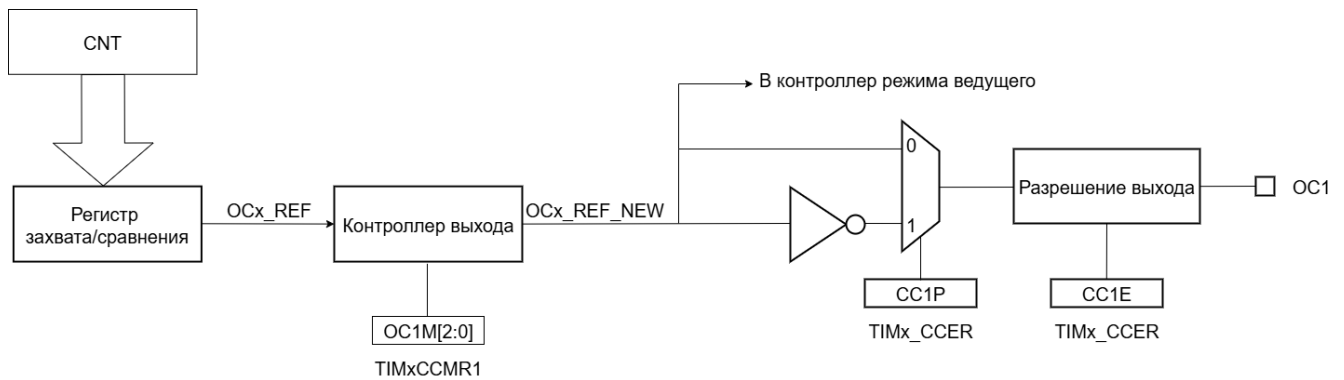 CNT
В контроллер режима ведущего
0
Регистр
захвата/сравнения
OCx_REF
Контроллер выхода
OCx_REF_NEW
1
Разрешение выхода
OC1
CC1P
CC1E
TIMx_CCER
TIMx_CCER
OC1M[2:0]
TIMxCCMR1